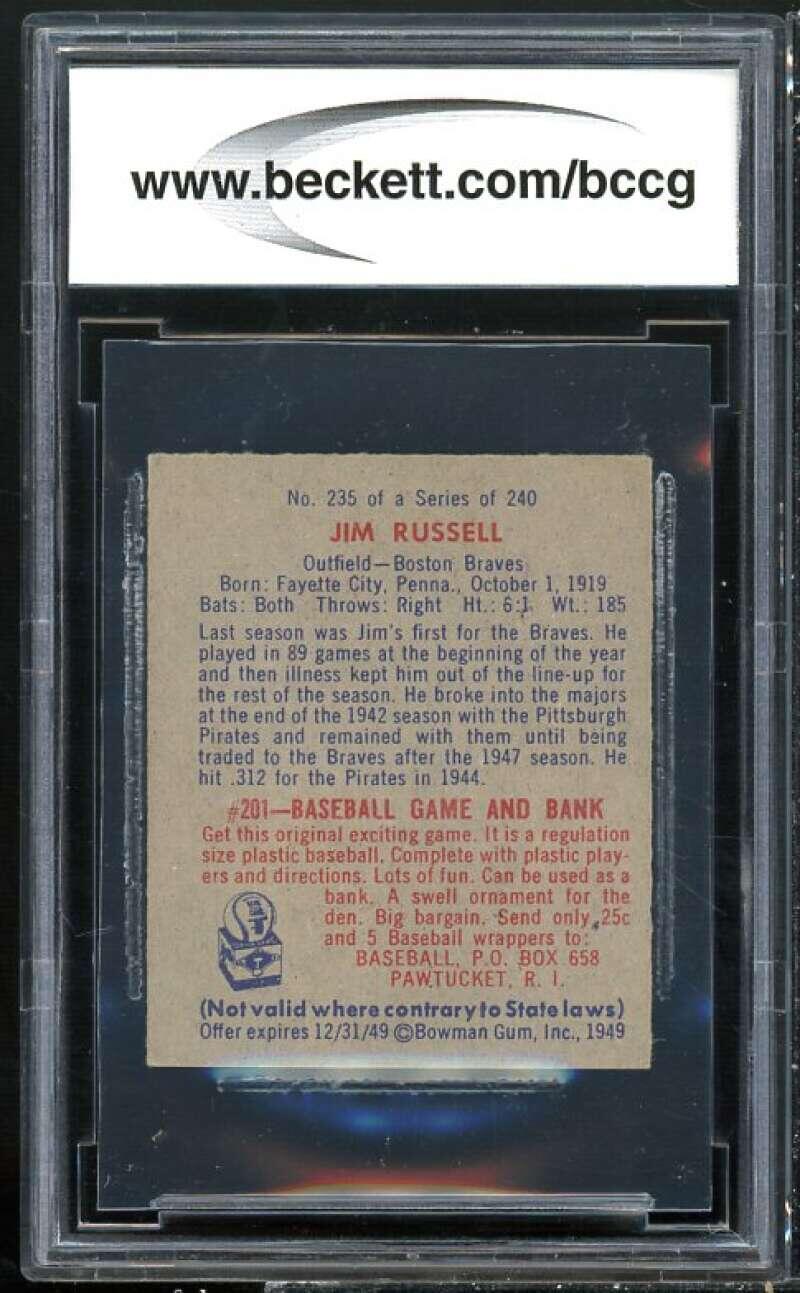 www.beckett.com/bccg
No. 235 of a Series of 240
JIM RUSSELL
Outfield—Boston Braves
Born: Fayette City, Penna., October 1, 1919
Bats: Both Throws: Right Ht.: 6:1 Wt.: 185
Last season was Jim's first for the Braves. He
played in 89 games at the beginning of the year
and then illness kept him out of the line-up for
the rest of the season. He broke into the majors
at the end of the 1942 season with the Pittsburgh
Pirates and remained with them until being
traded to the Braves after the 1947 season. He
hit .312 for the Pirates in 1944.
#201—BASEBALL GAME AND BANK
Get this original exciting game. It is a regulation
size plastic baseball. Complete with plastic play-
ers and directions. Lots of fun. Can be used as a
bank. A swell ornament for the
den. Big bargain. Send only 25c
and 5 Baseball wrappers to:
BASEBALL, P.O. BOX 658
PAWTUCKET, R. I.
(Not valid where contrary to State laws)
Offer expires 12/31/49 ©Bowman Gum, Inc., 1949